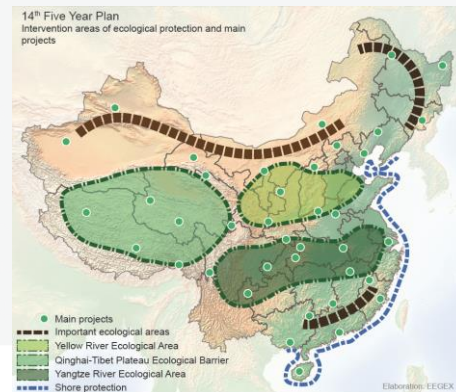 14th Five Year Plan
Intervention areas of ecological protection and main
projects
Main projects
Important ecological areas
Yellow River Ecological Area
Qinghai-Tibet Plateau Ecological Barrier
Yangtze River Ecological Area
Shore protection
Elaboration: EEGEX